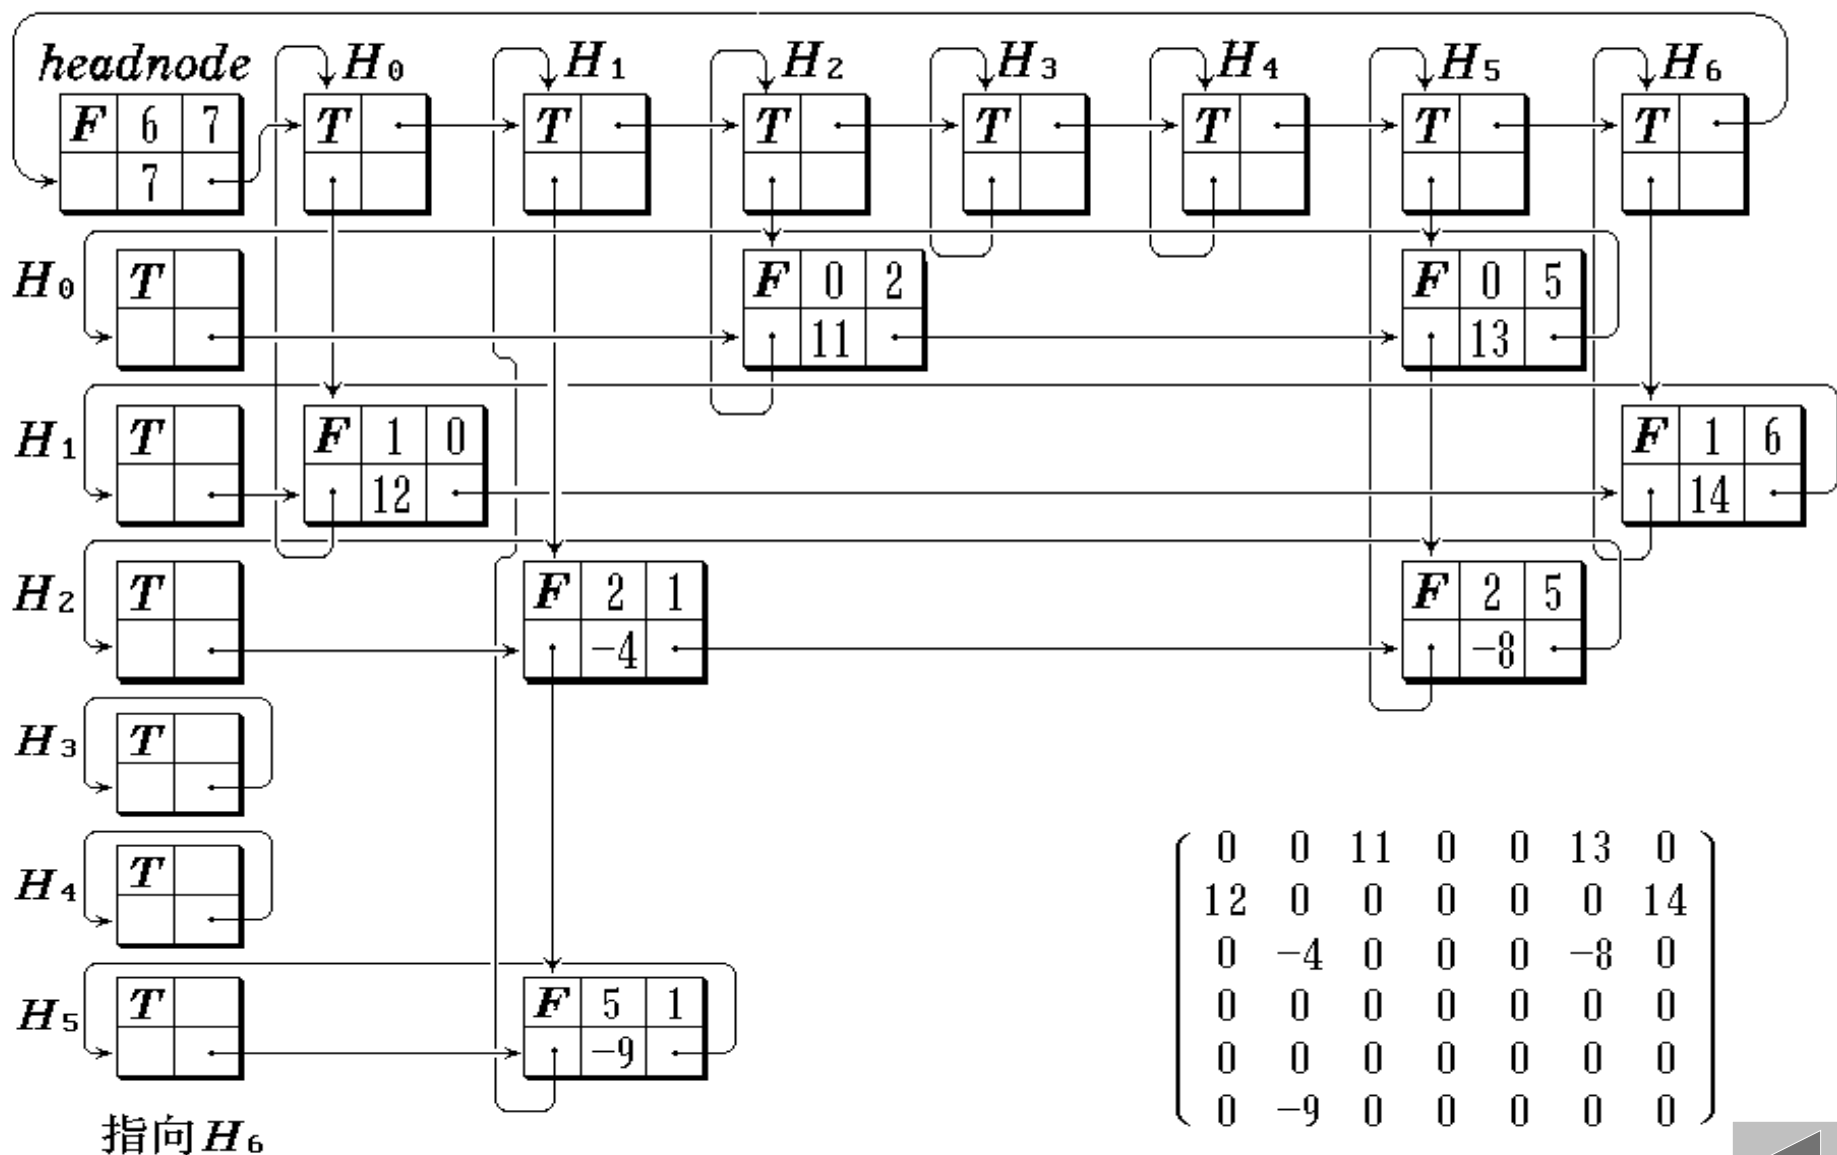 headnode H0 H1 H2 H3 H4 H5 H6
F 6 7 T T T T T T T
7
H0 T F 0 2 F 0 5
11 13
H1 T F 1 0 F 1 6
12 14
H2 T F 2 1 F 2 5
-4 -8
H3 T
H4 T
H5 T F 5 1
-9
指向H6
0 0 11 0 0 13 0
12 0 0 0 0 0 14
0 -4 0 0 0 -8 0
0 0 0 0 0 0 0
0 0 0 0 0 0 0
0 -9 0 0 0 0 0